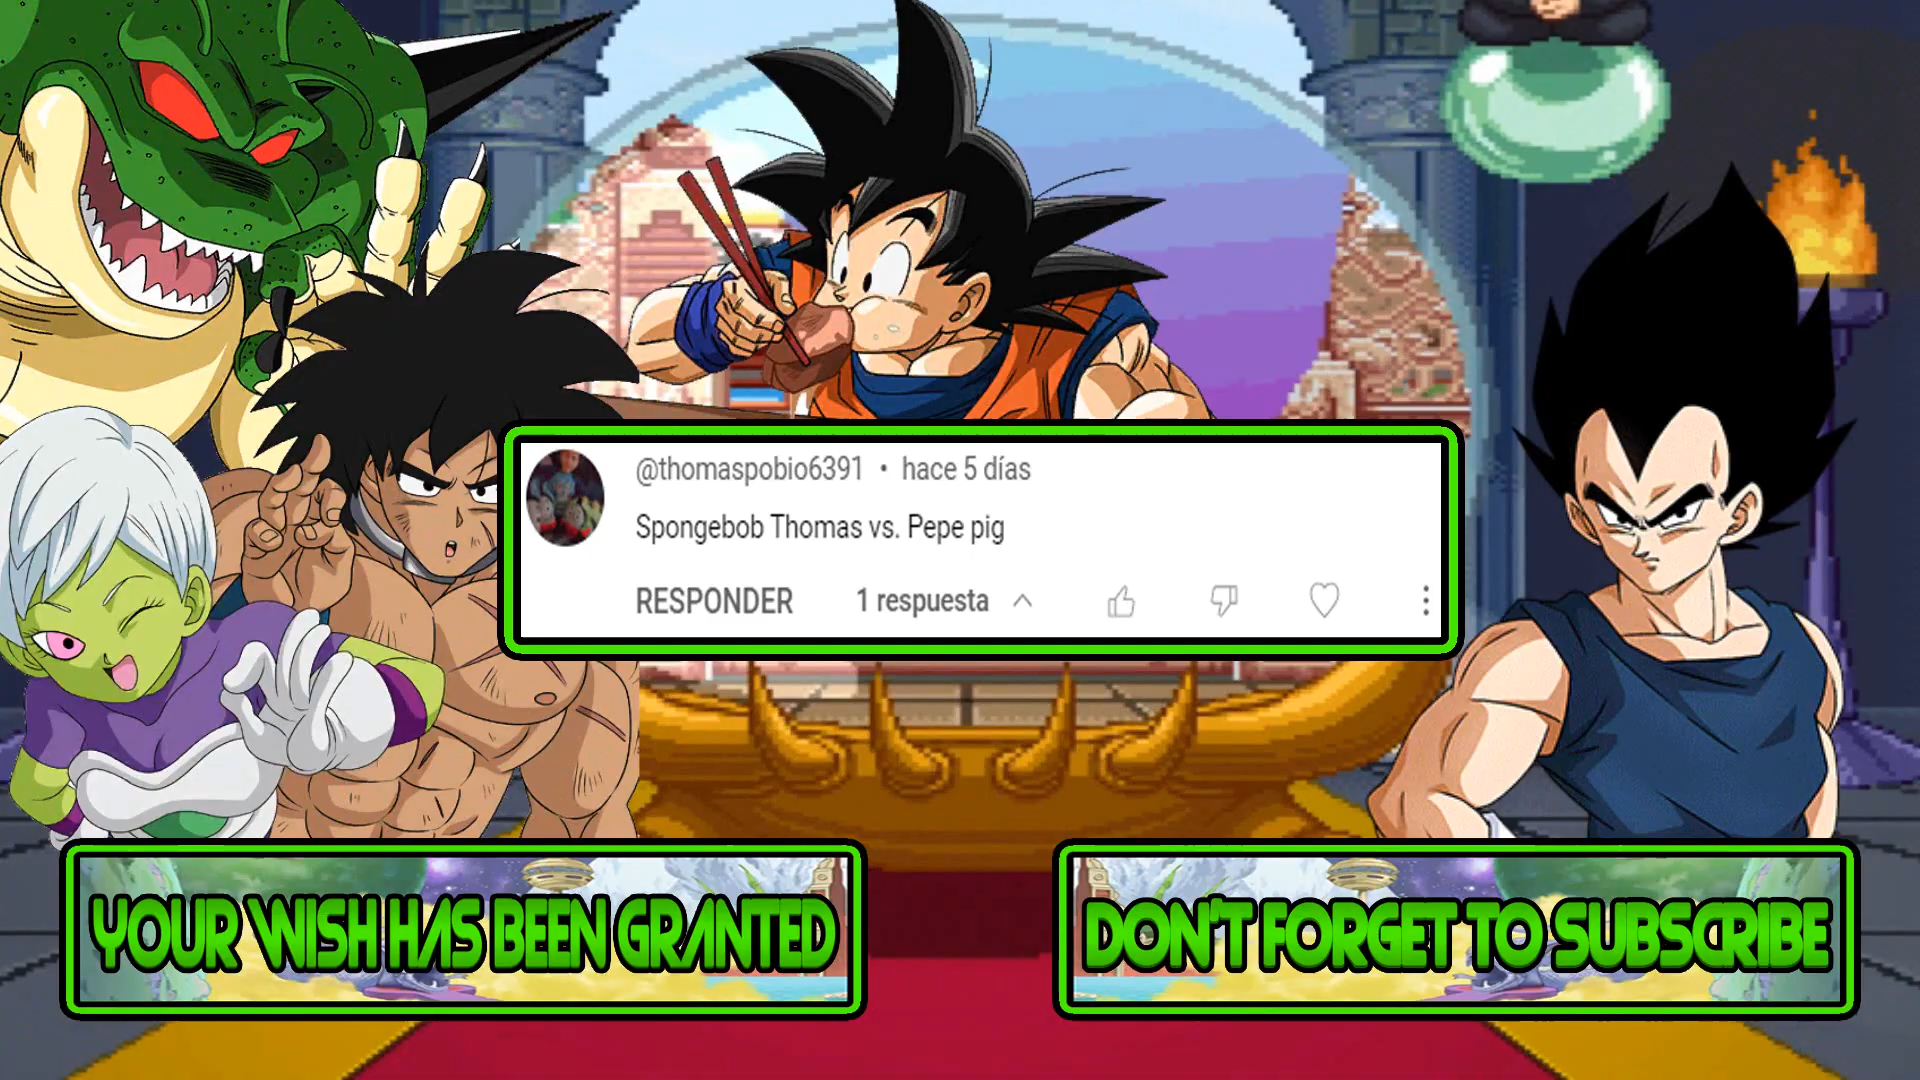 @thomaspobio6391 • hace 5 días
Spongebob Thomas vs. Pepe pig
RESPONDER 1 respuesta
YOUR WISH HAS BEEN GRANTED
DON'T FORGET TO SUBSCRIBE